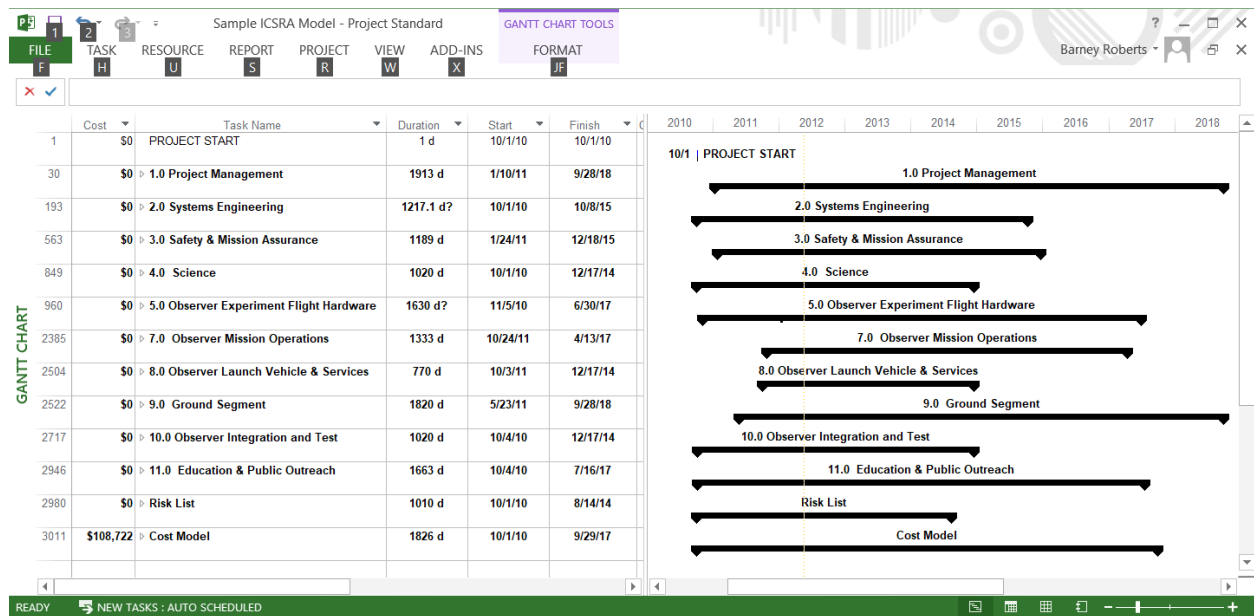 Sample ICSRA Model - Project Standard
GANTT CHART TOOLS
?
1 2 3
FILE TASK RESOURCE REPORT PROJECT VIEW ADD-INS FORMAT
Barney Roberts
F H U S R W X JF
Cost Task Name Duration Start Finish
2010 2011 2012 2013 2014 2015 2016 2017 2018
1 $0 PROJECT START 1 d 10/1/10 10/1/10
10/1 PROJECT START
30 $0 1.0 Project Management 1913 d 1/10/11 9/28/18
1.0 Project Management
193 $0 2.0 Systems Engineering 1217.1 d? 10/1/10 10/8/15
2.0 Systems Engineering
563 $0 3.0 Safety & Mission Assurance 1189 d 1/24/11 12/18/15
3.0 Safety & Mission Assurance
849 $0 4.0 Science 1020 d 10/1/10 12/17/14
4.0 Science
960 $0 5.0 Observer Experiment Flight Hardware 1630 d? 11/5/10 6/30/17
5.0 Observer Experiment Flight Hardware
2385 $0 7.0 Observer Mission Operations 1333 d 10/24/11 4/13/17
7.0 Observer Mission Operations
2504 $0 8.0 Observer Launch Vehicle & Services 770 d 10/3/11 12/17/14
8.0 Observer Launch Vehicle & Services
2522 $0 9.0 Ground Segment 1820 d 5/23/11 9/28/18
9.0 Ground Segment
2717 $0 10.0 Observer Integration and Test 1020 d 10/4/10 12/17/14
10.0 Observer Integration and Test
2946 $0 11.0 Education & Public Outreach 1663 d 10/4/10 7/16/17
11.0 Education & Public Outreach
2980 $0 Risk List 1010 d 10/1/10 8/14/14
Risk List
3011 $108,722 Cost Model 1826 d 10/1/10 9/29/17
Cost Model
GANTT CHART
READY NEW TASKS : AUTO SCHEDULED